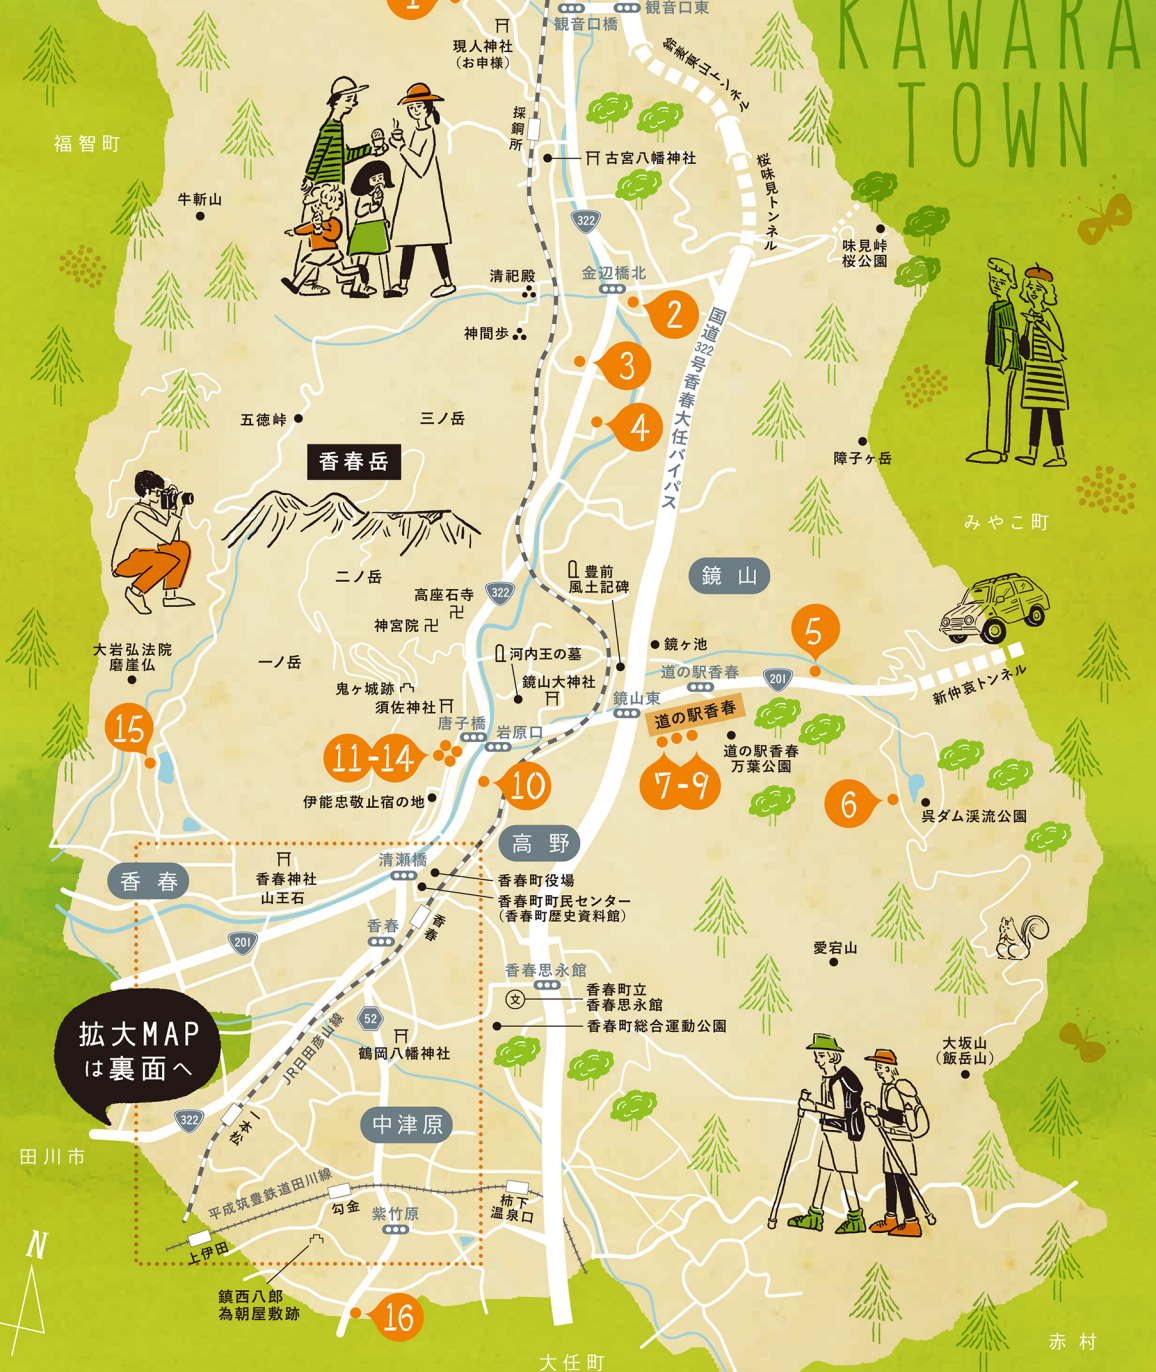 KAWARA
TOWN
1
観音口橋
観音口東
現人神社
(お申様)
鈴麦東山トンネル
採銅所
古宮八幡神社
桜味見トンネル
福智町
牛斬山
322
味見峠
桜公園
清祀殿
金辺橋北
2
神間歩
3
国道322号香春大任バイパス
五徳峠
三ノ岳
4
香春岳
障子ヶ岳
みやこ町
二ノ岳
高座石寺
神宮院
322
豊前
風土記碑
鏡山
大岩弘法院
磨崖仏
一ノ岳
河内王の墓
鏡ヶ池
5
鬼ヶ城跡
須佐神社
鏡山大神社
道の駅香春
201
新仲哀トンネル
15
唐子橋
岩原口
鏡山東
道の駅香春
11-14
道の駅香春
万葉公園
伊能忠敬止宿の地
10
7-9
6
呉ダム渓流公園
高野
香春
香春神社
山王石
清瀬橋
香春町役場
香春町町民センター
(香春町歴史資料館)
香春
香春
201
愛宕山
香春思永館
文
香春町立
香春思永館
香春町総合運動公園
拡大MAP
は裏面へ
52
鶴岡八幡神社
JR日田彦山線
大坂山
(飯岳山)
322
一本松
中津原
田川市
平成筑豊鉄道田川線
勾金
柿下
温泉口
紫竹原
上伊田
N
鎮西八郎
為朝屋敷跡
16
大任町
赤村